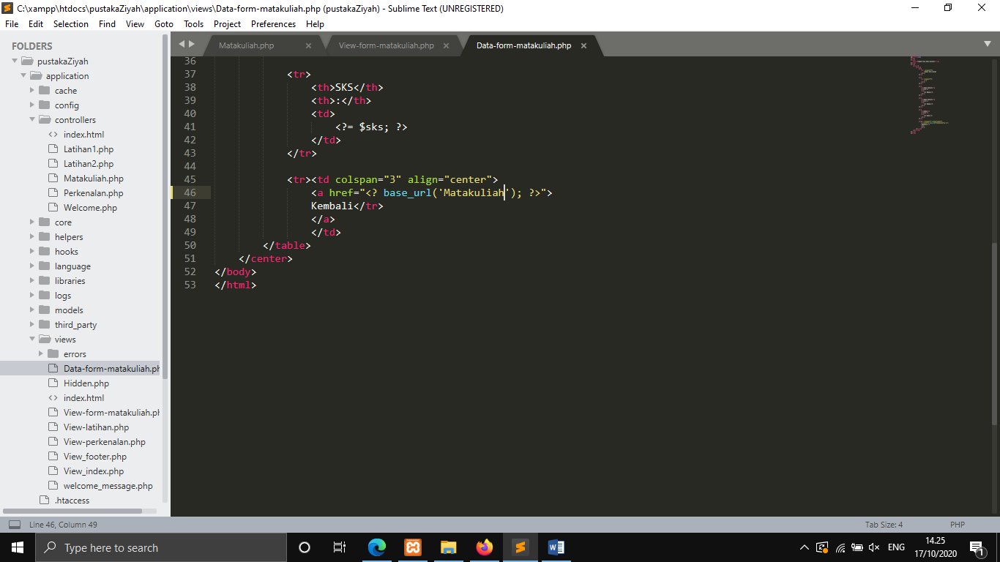 C:\xampp\htdocs\pustakaZiyah\application\views\Data-form-matakuliah.php (pustakaZiyah) - Sublime Text (UNREGISTERED)
File Edit Selection Find View Goto Tools Project Preferences Help
FOLDERS
pustakaZiyah
application
cache
config
controllers
index.html
Latihan1.php
Latihan2.php
Matakuliah.php
Perkenalan.php
Welcome.php
core
helpers
hooks
language
libraries
logs
models
third_party
views
errors
Data-form-matakuliah.ph
Hidden.php
index.html
View-form-matakuliah.ph
View-latihan.php
View-perkenalan.php
View_footer.php
View_index.php
welcome_message.php
.htaccess
Matakuliah.php × View-form-matakuliah.php × Data-form-matakuliah.php ×
36
37 <tr>
38 <th>SKS</th>
39 <th>:</th>
40 <td>
41 <?= $sks; ?>
42 </td>
43 </tr>
44
45 <tr><td colspan="3" align="center">
46 <a href="<? base_url('Matakuliah'); ?>">
47 Kembali</tr>
48 </a>
49 </td>
50 </table>
51 </center>
52 </body>
53 </html>
Line 46, Column 49 Tab Size: 4 PHP
Type here to search ENG 14.25
17/10/2020 1